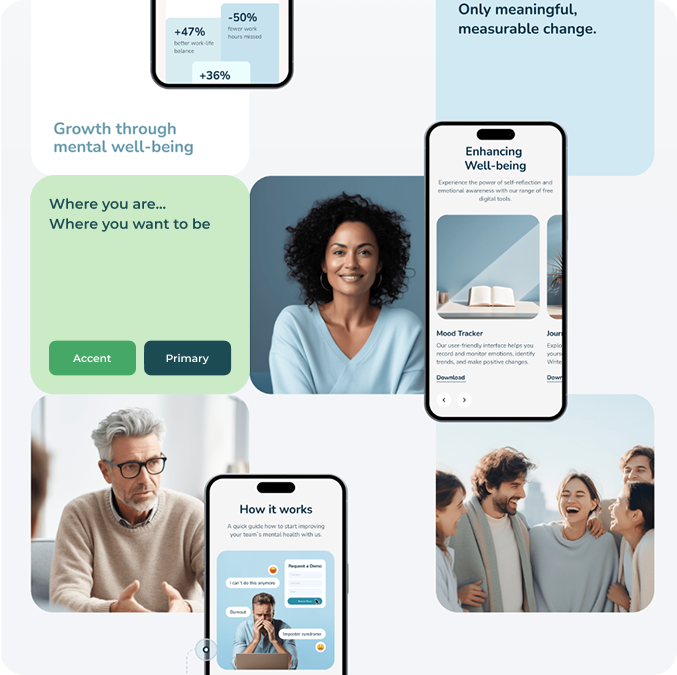 +47%
better work-life
balance
-50%
fewer work
hours missed
+36%
Only meaningful,
measurable change.
Growth through
mental well-being
Where you are...
Where you want to be
Accent
Primary
Enhancing
Well-being
Experience the power of self-reflection and
emotional awareness with our range of free
digital tools.
Mood Tracker
Our user-friendly interface helps you
record and monitor emotions, identify
trends, and make positive changes.
Download
Jour
Explo
yours
Write
Down
How it works
A quick guide how to start improving
your team`s mental health with us.
Request a Demo
I can`t do this anymore
Burnout
Impostor syndrome